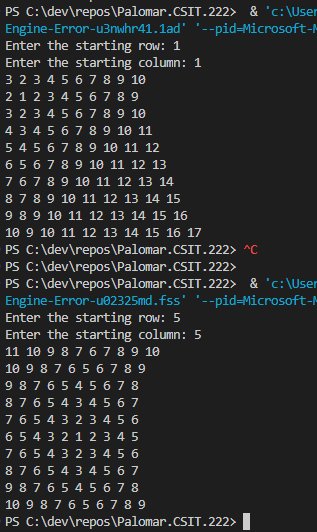 PS C:\dev\repos\Palomar.CSIT.222>  & 'c:\User
Engine-Error-u3nwhr41.1ad' '--pid=Microsoft-M
Enter the starting row: 1
Enter the starting column: 1
3 2 3 4 5 6 7 8 9 10
2 1 2 3 4 5 6 7 8 9
3 2 3 4 5 6 7 8 9 10
4 3 4 5 6 7 8 9 10 11
5 4 5 6 7 8 9 10 11 12
6 5 6 7 8 9 10 11 12 13
7 6 7 8 9 10 11 12 13 14
8 7 8 9 10 11 12 13 14 15
9 8 9 10 11 12 13 14 15 16
10 9 10 11 12 13 14 15 16 17
PS C:\dev\repos\Palomar.CSIT.222> ^C
PS C:\dev\repos\Palomar.CSIT.222>
PS C:\dev\repos\Palomar.CSIT.222>  & 'c:\User
Engine-Error-u02325md.fss' '--pid=Microsoft-M
Enter the starting row: 5
Enter the starting column: 5
11 10 9 8 7 6 7 8 9 10
10 9 8 7 6 5 6 7 8 9
9 8 7 6 5 4 5 6 7 8
8 7 6 5 4 3 4 5 6 7
7 6 5 4 3 2 3 4 5 6
6 5 4 3 2 1 2 3 4 5
7 6 5 4 3 2 3 4 5 6
8 7 6 5 4 3 4 5 6 7
9 8 7 6 5 4 5 6 7 8
10 9 8 7 6 5 6 7 8 9
PS C:\dev\repos\Palomar.CSIT.222>